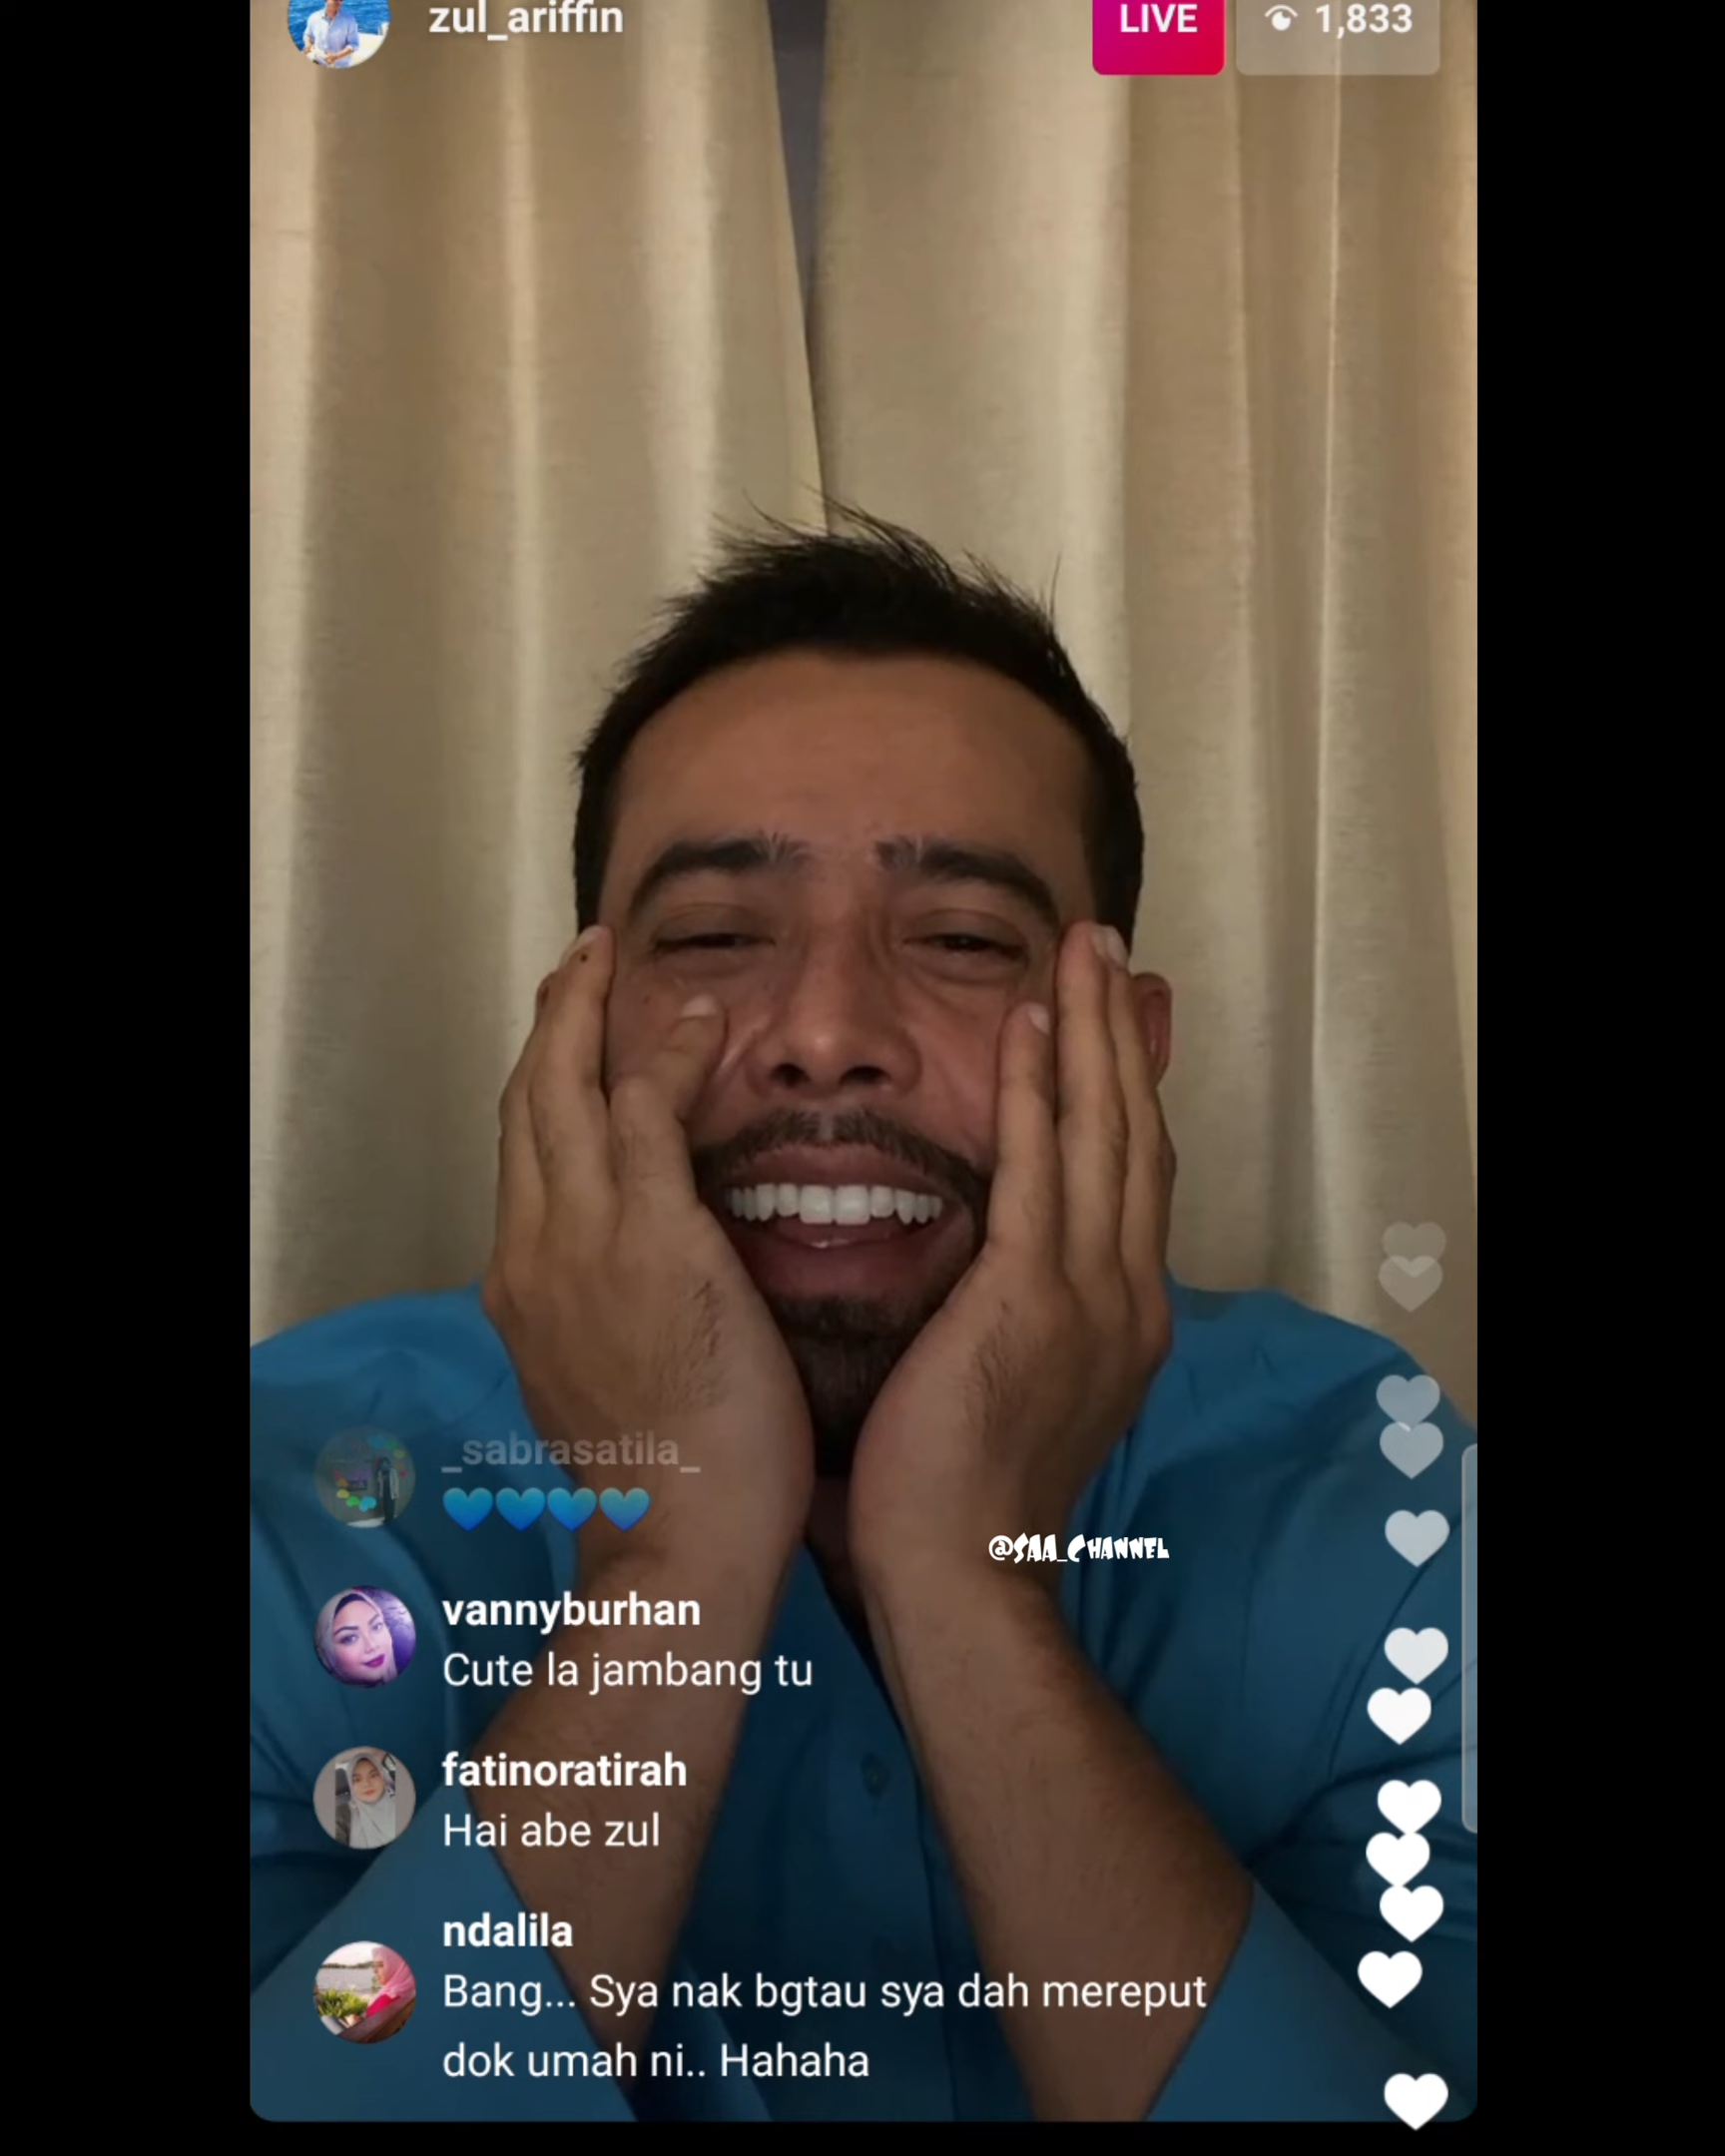 zul_ariffin
LIVE
1,833
_sabrasatila_
💙💙💙💙
@SAA_CHANNEL
vannyburhan
Cute la jambang tu
fatinoratirah
Hai abe zul
ndalila
Bang... Sya nak bgtau sya dah mereput
dok umah ni.. Hahaha